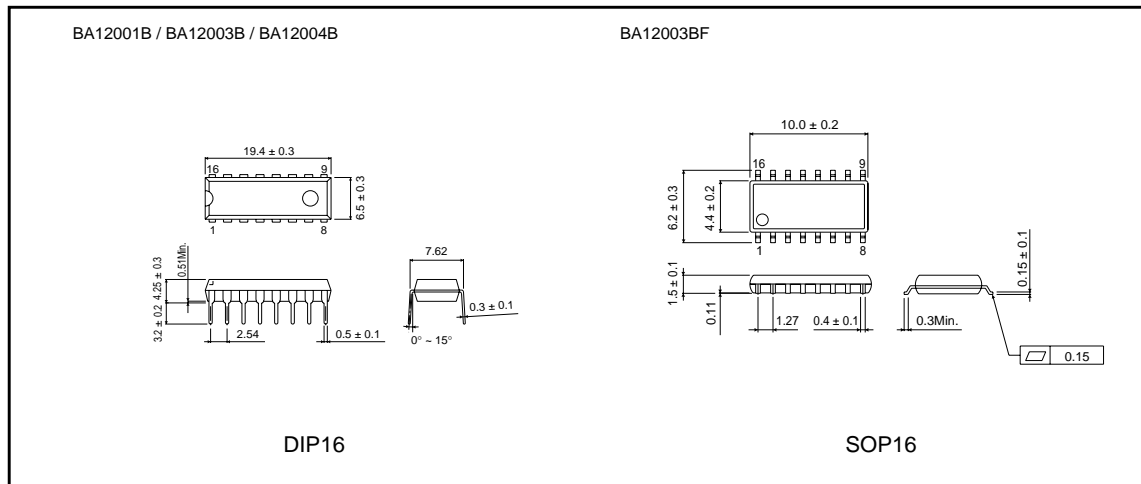 BA12001B / BA12003B / BA12004B
19.4 ± 0.3
16
9
6.5 ± 0.3
1
8
0.51Min.
4.25 ± 0.3
3.2 ± 0.2
2.54
0.5 ± 0.1
7.62
0.3 ± 0.1
0° ~ 15°
DIP16
BA12003BF
10.0 ± 0.2
16
9
6.2 ± 0.3
4.4 ± 0.2
1
8
1.5 ± 0.1
0.11
1.27
0.4 ± 0.1
0.3Min.
0.15 ± 0.1
0.15
SOP16